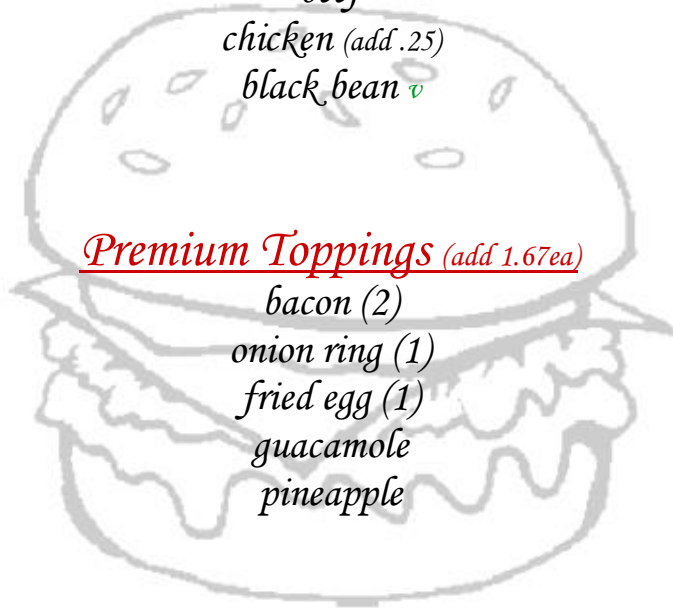 chicken (add .25)
black bean v
Premium Toppings (add 1.67ea)
bacon (2)
onion ring (1)
fried egg (1)
guacamole
pineapple